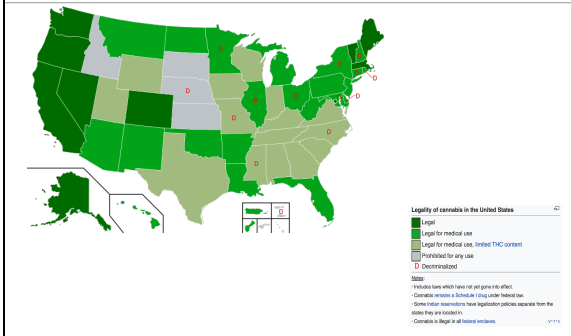 D
D
D
D
D
D
D
D
D
D
D
D
D
D
Legality of cannabis in the United States
Legal
Legal for medical use
Legal for medical use, limited THC content
Prohibited for any use
D Decriminalized
Notes:
· Includes laws which have not yet gone into effect.
· Cannabis remains a Schedule I drug under federal law.
· Some Indian reservations have legalization policies separate from the
states they are located in.
· Cannabis is illegal in all federal enclaves.
V·T·E